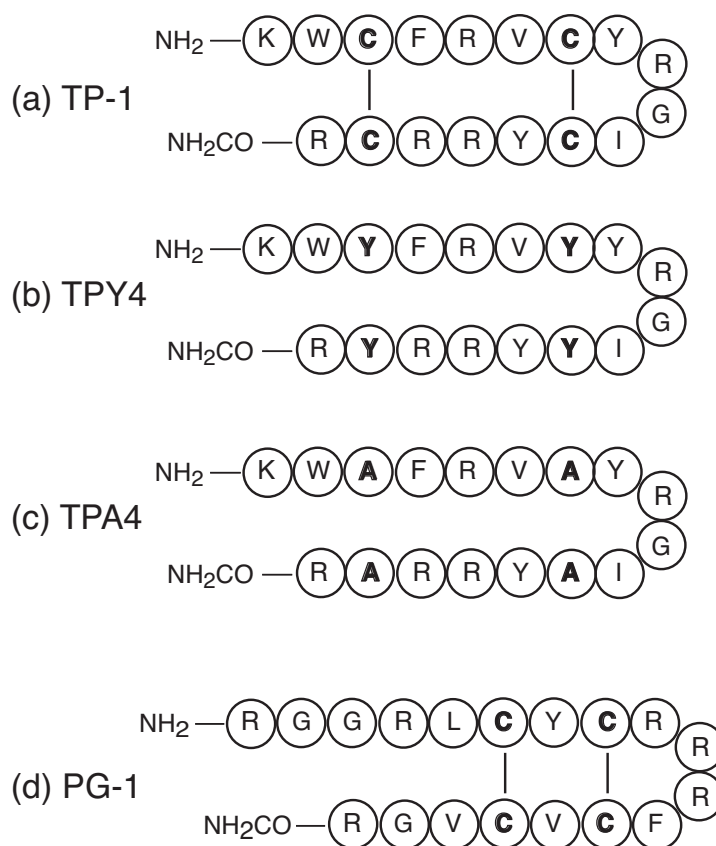 NH2 K W C F R V C Y
R
(a) TP-1
G
NH2CO R C R R Y C I
NH2 K W Y F R V Y Y
R
(b) TPY4
G
NH2CO R Y R R Y Y I
NH2 K W A F R V A Y
R
(c) TPA4
G
NH2CO R A R R Y A I
NH2 R G G R L C Y C R
R
(d) PG-1
R
NH2CO R G V C V C F